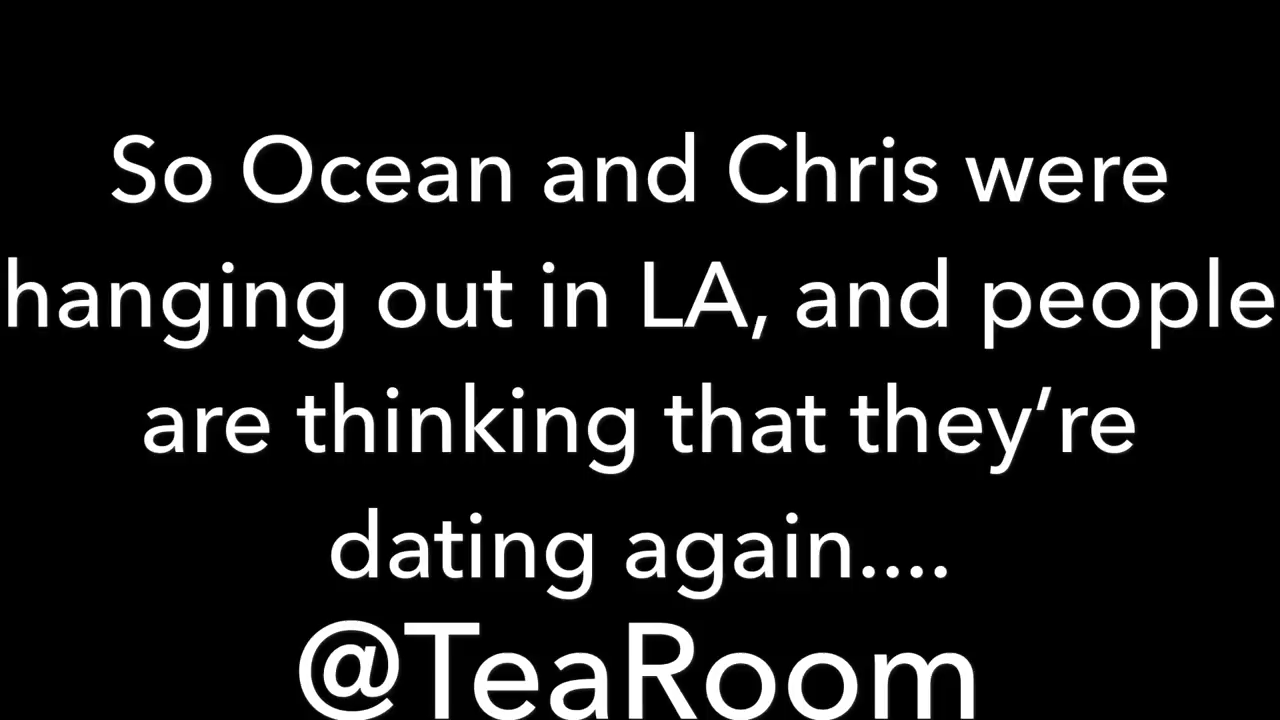 So Ocean and Chris were
hanging out in LA, and people
are thinking that they’re
dating again....
@TeaRoom